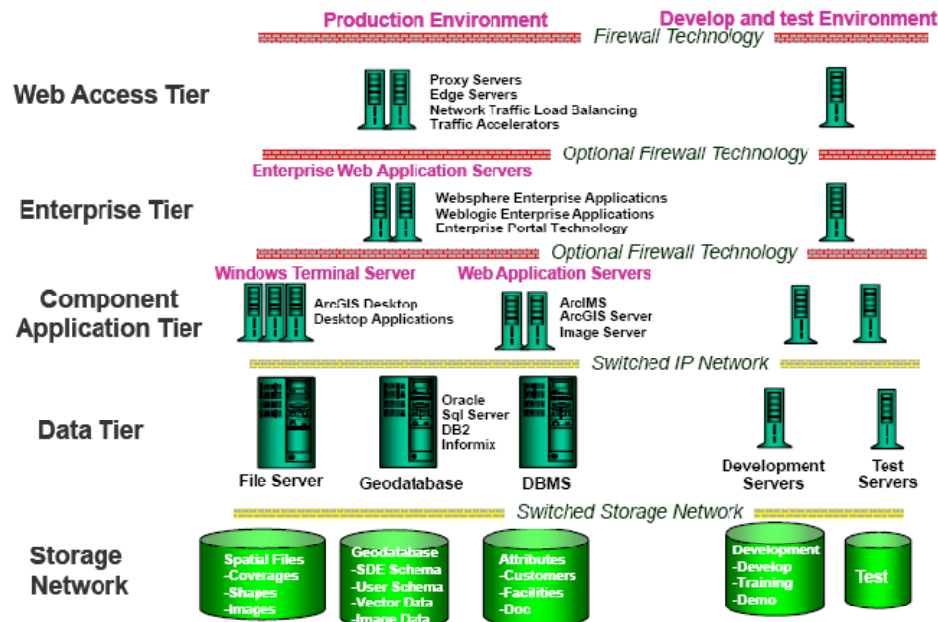 Production Environment
Develop and test Environment
Firewall Technology
Web Access Tier
Proxy Servers
Edge Servers
Network Traffic Load Balancing
Traffic Accelerators
Optional Firewall Technology
Enterprise Web Application Servers
Enterprise Tier
Websphere Enterprise Applications
Weblogic Enterprise Applications
Enterprise Portal Technology
Optional Firewall Technology
Windows Terminal Server
Web Application Servers
Component
Application Tier
ArcGIS Desktop
Desktop Applications
ArcIMS
ArcGIS Server
Image Server
Switched IP Network
Data Tier
Oracle
Sql Server
DB2
Informix
File Server
Geodatabase
DBMS
Development
Servers
Test
Servers
Switched Storage Network
Storage
Network
Spatial Files
-Coverages
-Shapes
-Images
Geodatabase
-SDE Schema
-User Schema
-Vector Data
-Image Data
Attributes
-Customers
-Facilities
-Doc
Development
-Develop
-Training
-Demo
Test